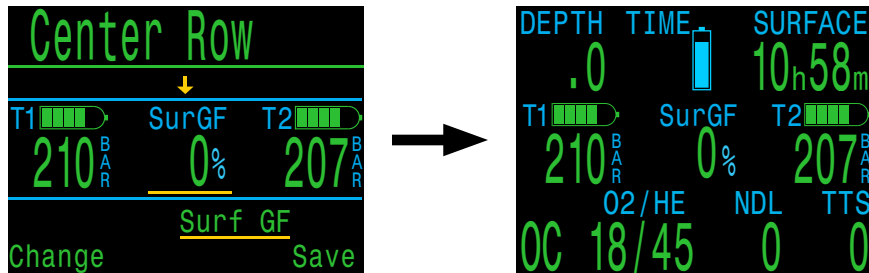 Center Row
T1 SurGF T2
210 BAR 0% 207 BAR
Surf GF
Change Save
DEPTH TIME SURFACE
.0 10h58m
T1 SurGF T2
210 BAR 0% 207 BAR
O2/HE NDL TTS
OC 18/45 0 0